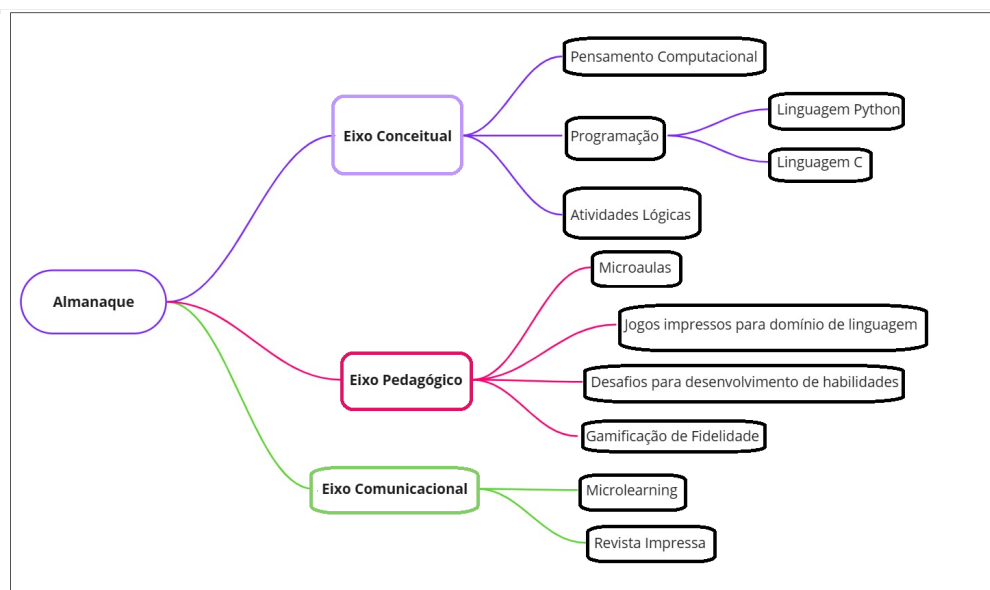 Almanaque
Eixo Conceitual
Pensamento Computacional
Programação
Linguagem Python
Linguagem C
Atividades Lógicas
Eixo Pedagógico
Microaulas
Jogos impressos para domínio de linguagem
Desafios para desenvolvimento de habilidades
Gamificação de Fidelidade
Eixo Comunicacional
Microlearning
Revista Impressa